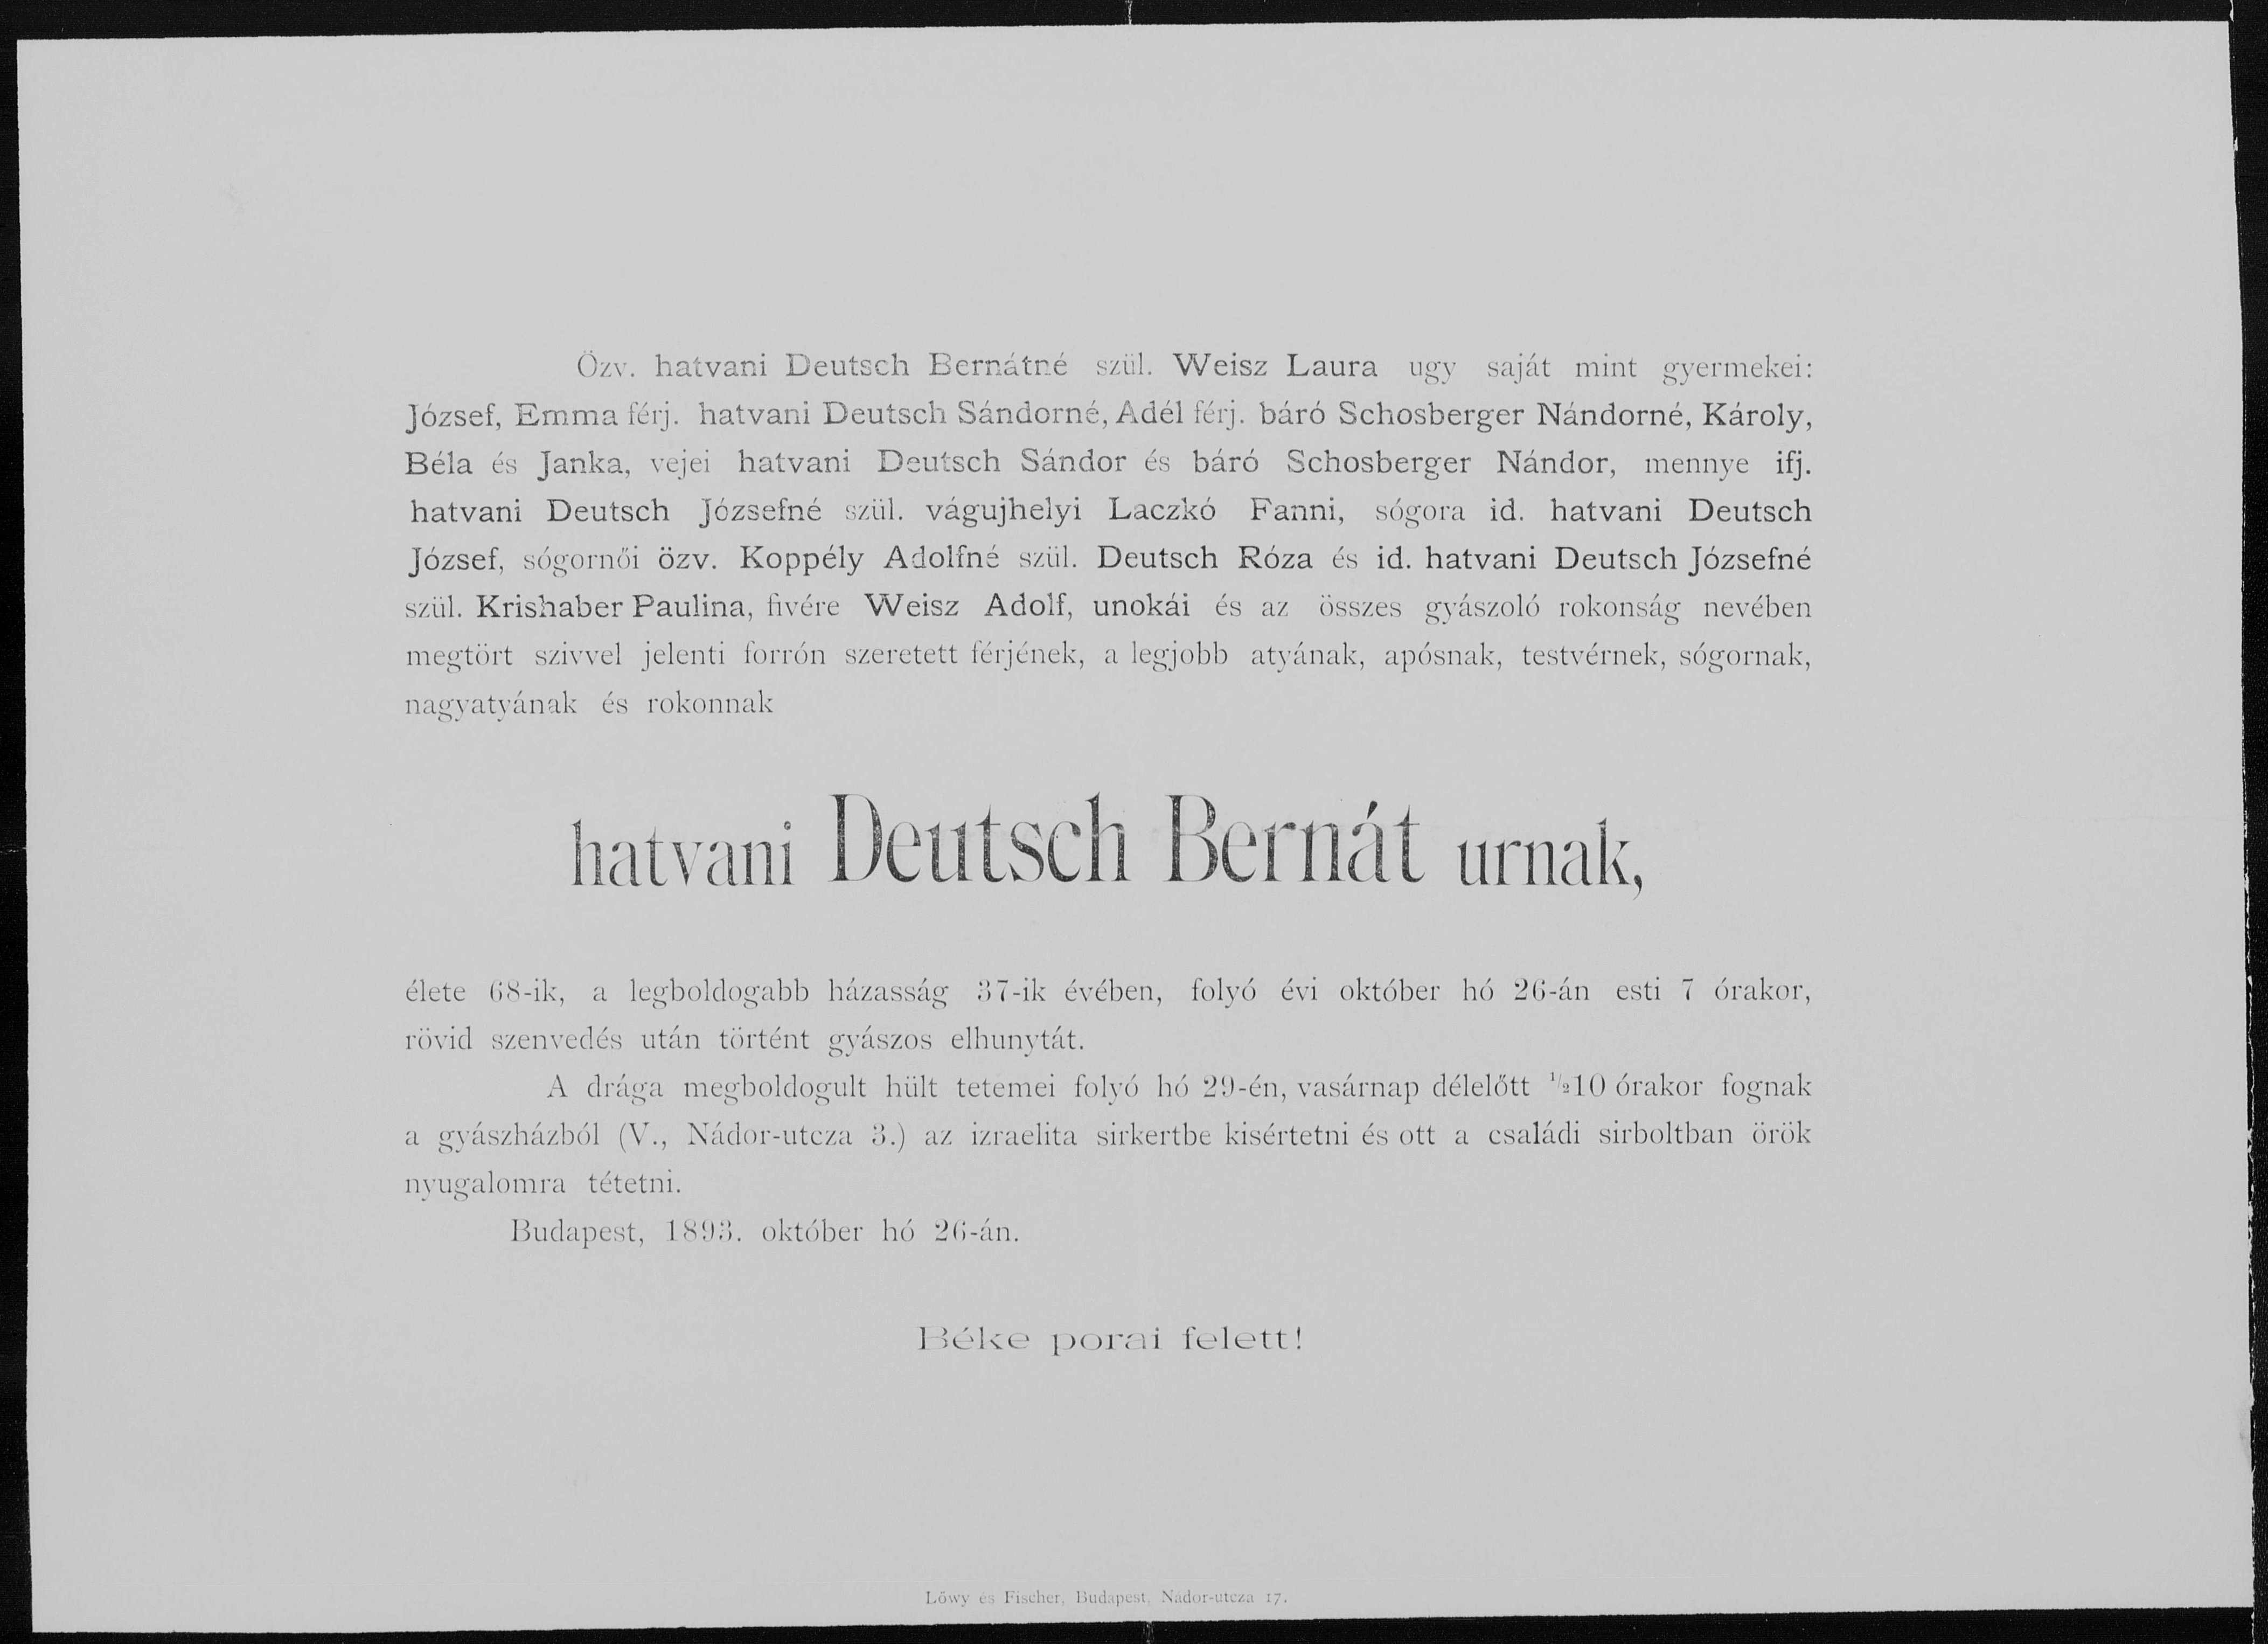 Özv. hatvani Deutsch Bernátné szül. Weisz Laura ugy saját mint gyermekei:
József, Emma férj. hatvani Deutsch Sándorné, Adél férj. báró Schosberger Nándorné, Károly,
Béla és Janka, vejei hatvani Deutsch Sándor és báró Schosberger Nándor, mennye ifj.
hatvani Deutsch Józsefné szül. vágujhelyi Laczkó Fanni, sógora id. hatvani Deutsch
József, sógornői özv. Koppély Adolfné szül. Deutsch Róza és id. hatvani Deutsch Józsefné
szül. Krishaber Paulina, fivére Weisz Adolf, unokái és az összes gyászoló rokonság nevében
megtört szivvel jelenti forrón szeretett férjének, a legjobb atyának, apósnak, testvérnek, sógornak,
nagyatyának és rokonnak
hatvani Deutsch Bernát urnak,
élete 68-ik, a legboldogabb házasság 37-ik évében, folyó évi október hó 26-án esti 7 órakor,
rövid szenvedés után történt gyászos elhunytát.
A drága megboldogult hült tetemei folyó hó 29-én, vasárnap délelőtt ½10 órakor fognak
a gyászházból (V., Nádor-utcza 3.) az izraelita sirkertbe kisértetni és ott a családi sirboltban örök
nyugalomra tétetni.
Budapest, 1893. október hó 26-án.
Béke porai felett!
Lőwy és Fischer, Budapest, Nádor-utcza 17.